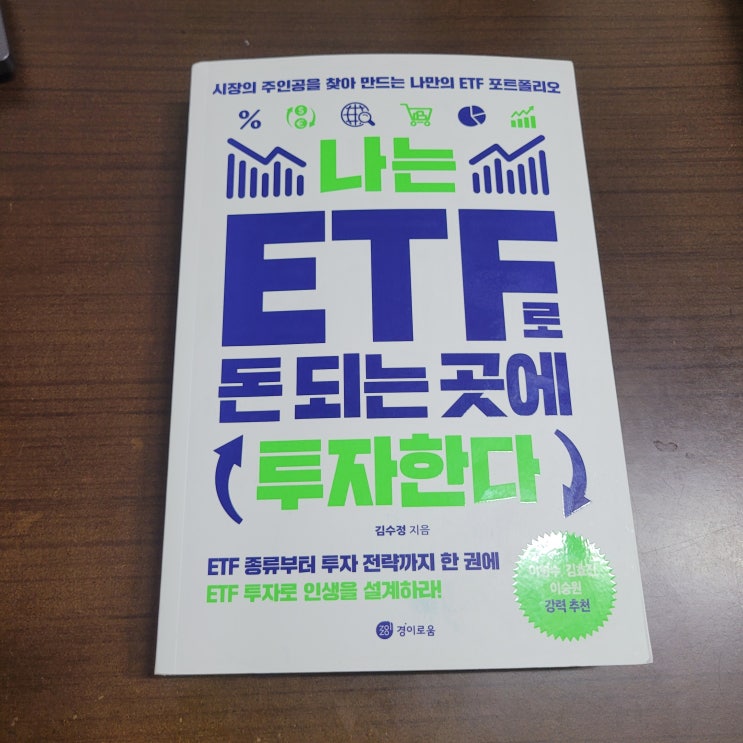 시장의 주인공을 찾아 만드는 나만의 ETF 포트폴리오
나는
ETF로
돈 되는 곳에
투자한다
김수정 지음
ETF 종류부터 투자 전략까지 한 권에
ETF 투자로 인생을 설계하라!
김효진
이승원
강력 추천
경이로움